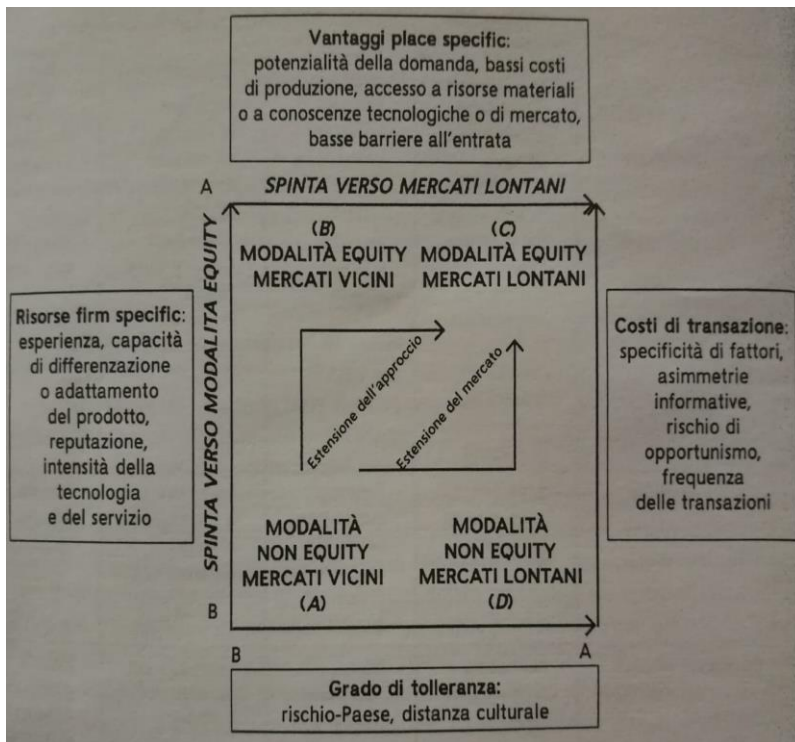 Vantaggi place specific:
potenzialità della domanda, bassi costi
di produzione, accesso a risorse materiali
o a conoscenze tecnologiche o di mercato,
basse barriere all'entrata
A
SPINTA VERSO MERCATI LONTANI
SPINTA VERSO MODALITA EQUITY
(B)
MODALITÀ EQUITY
MERCATI VICINI
(C)
MODALITÀ EQUITY
MERCATI LONTANI
Risorse firm specific:
esperienza, capacità
di differenzazione
o adattamento
del prodotto,
reputazione,
intensità della
tecnologia
e del servizio
Estensione dell'approccio
Estensione del mercato
Costi di transazione:
specificità di fattori,
asimmetrie
informative,
rischio di
opportunismo,
frequenza
delle transazioni
MODALITÀ
NON EQUITY
MERCATI VICINI
(A)
MODALITÀ
NON EQUITY
MERCATI LONTANI
(D)
B
B
A
Grado di tolleranza:
rischio-Paese, distanza culturale